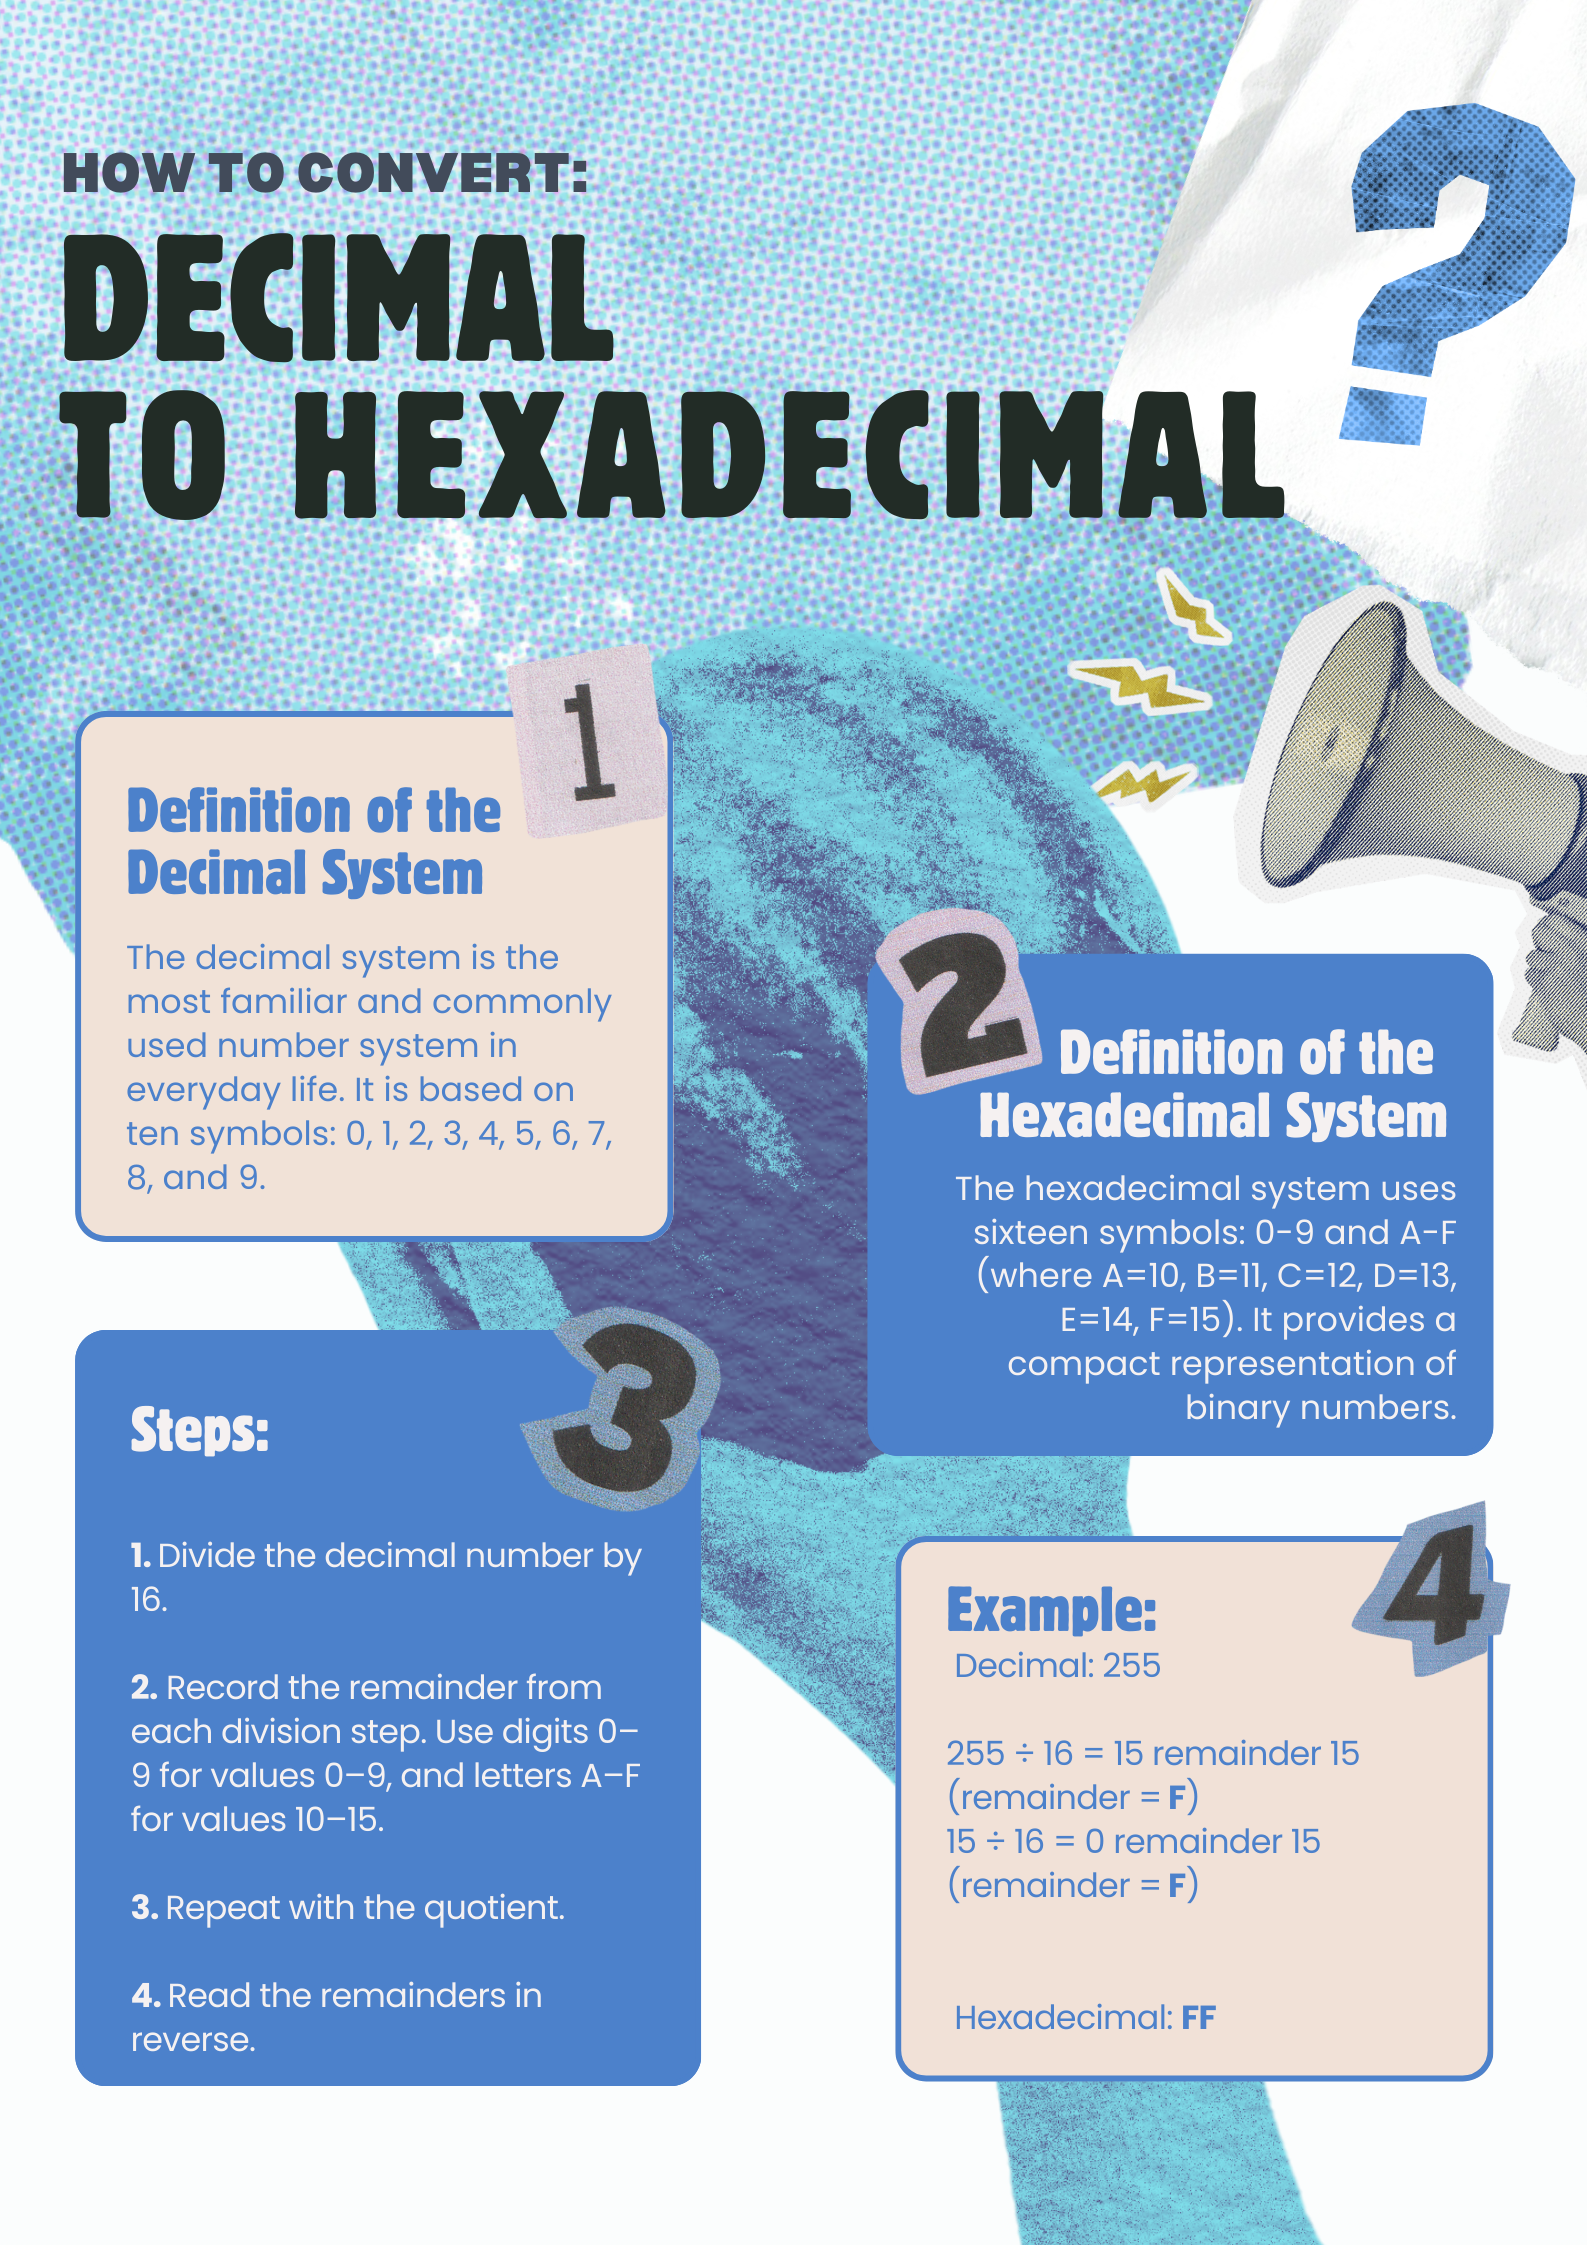 HOW TO CONVERT:
DECIMAL
TO HEXADECIMAL
?
1
Definition of the
Decimal System
The decimal system is the
most familiar and commonly
used number system in
everyday life. It is based on
ten symbols: 0, 1, 2, 3, 4, 5, 6, 7,
8, and 9.
2
Definition of the
Hexadecimal System
The hexadecimal system uses
sixteen symbols: 0-9 and A-F
(where A=10, B=11, C=12, D=13,
E=14, F=15). It provides a
compact representation of
binary numbers.
3
Steps:
1. Divide the decimal number by
16.
2. Record the remainder from
each division step. Use digits 0–
9 for values 0–9, and letters A–F
for values 10–15.
3. Repeat with the quotient.
4. Read the remainders in
reverse.
4
Example:
Decimal: 255
255 ÷ 16 = 15 remainder 15
(remainder = F)
15 ÷ 16 = 0 remainder 15
(remainder = F)
Hexadecimal: FF